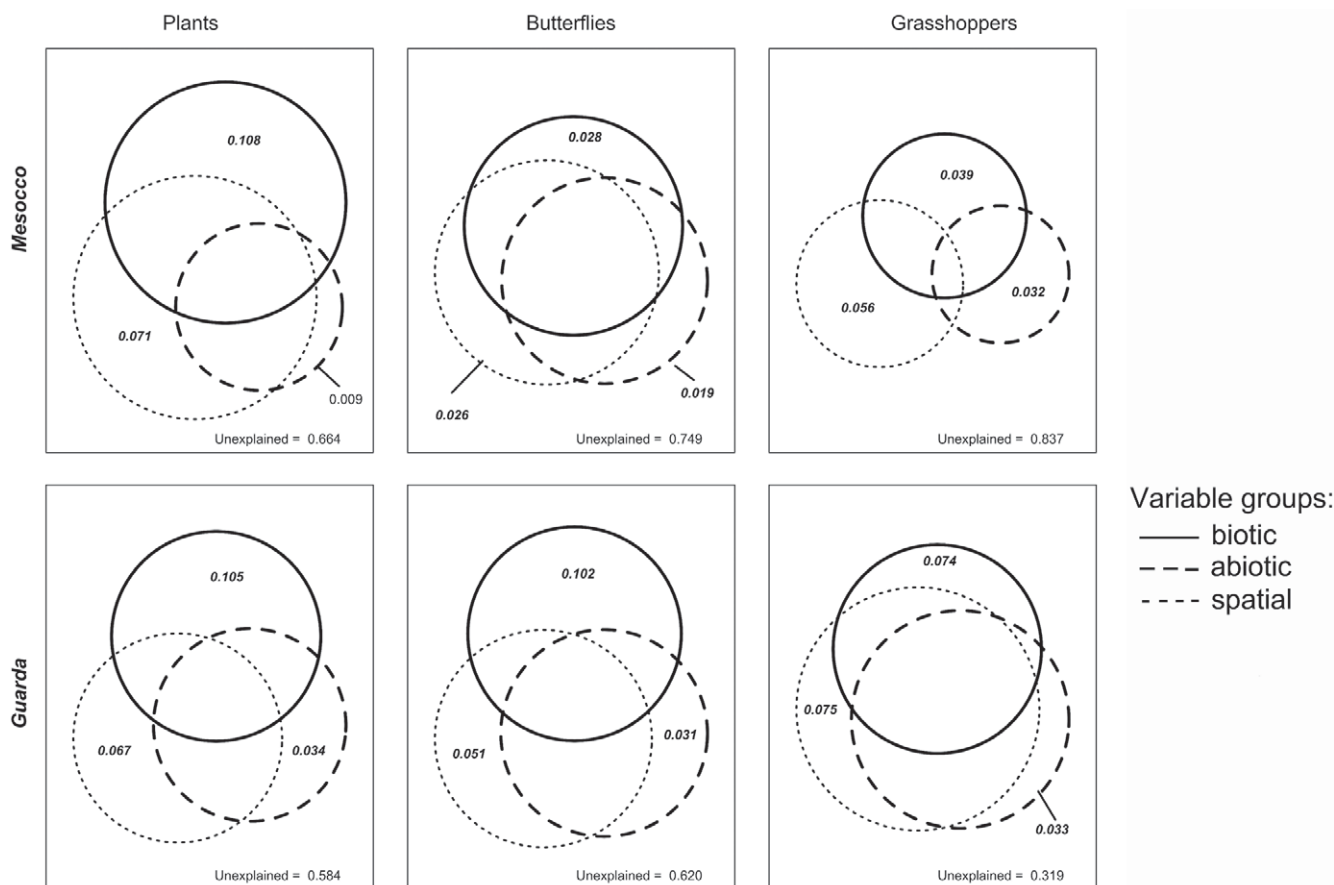 Plants Butterflies Grasshoppers
Mesocco
0.108
0.071
0.009
Unexplained = 0.664
0.028
0.026
0.019
Unexplained = 0.749
0.039
0.056
0.032
Unexplained = 0.837
Guarda
0.105
0.067
0.034
Unexplained = 0.584
0.102
0.051
0.031
Unexplained = 0.620
0.074
0.075
0.033
Unexplained = 0.319
Variable groups:
biotic
abiotic
spatial